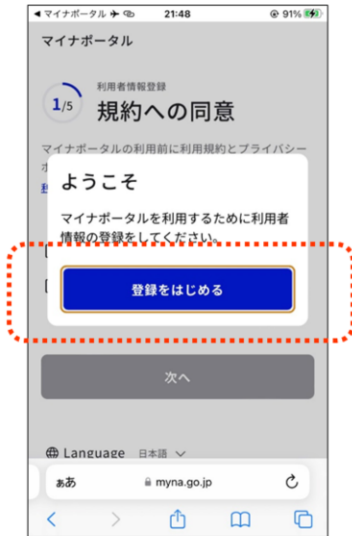 ◀ マイナポータル
21:48
91%
マイナポータル
1/5
利用者情報登録
規約への同意
マイナポータルの利用前に利用規約とプライバシー
ようこそ
マイナポータルを利用するために利用者
情報の登録をしてください。
登録をはじめる
次へ
Language 日本語
ぁあ
myna.go.jp